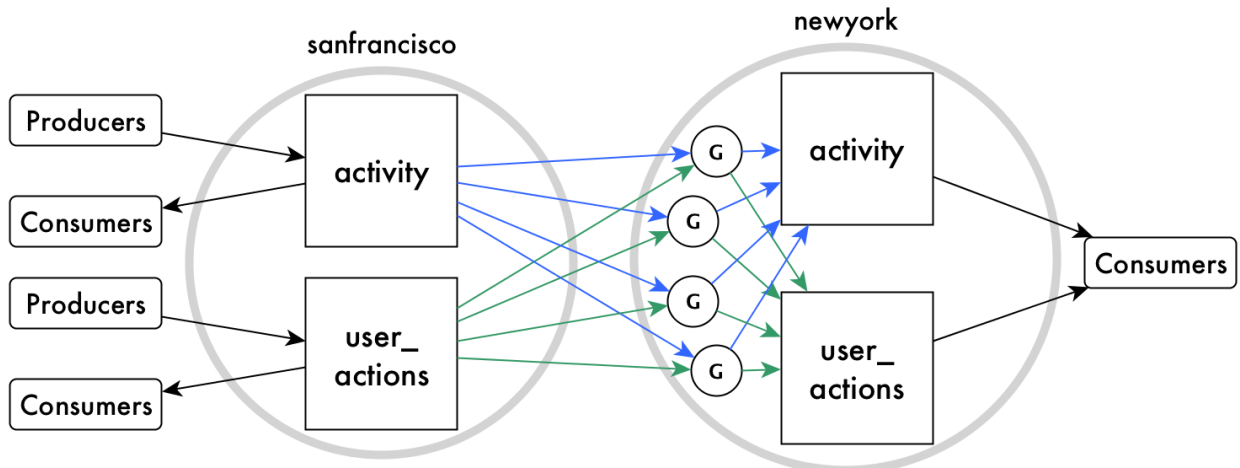 sanfrancisco
newyork
Producers
Consumers
Producers
Consumers
activity
user_
actions
G
G
G
G
activity
user_
actions
Consumers